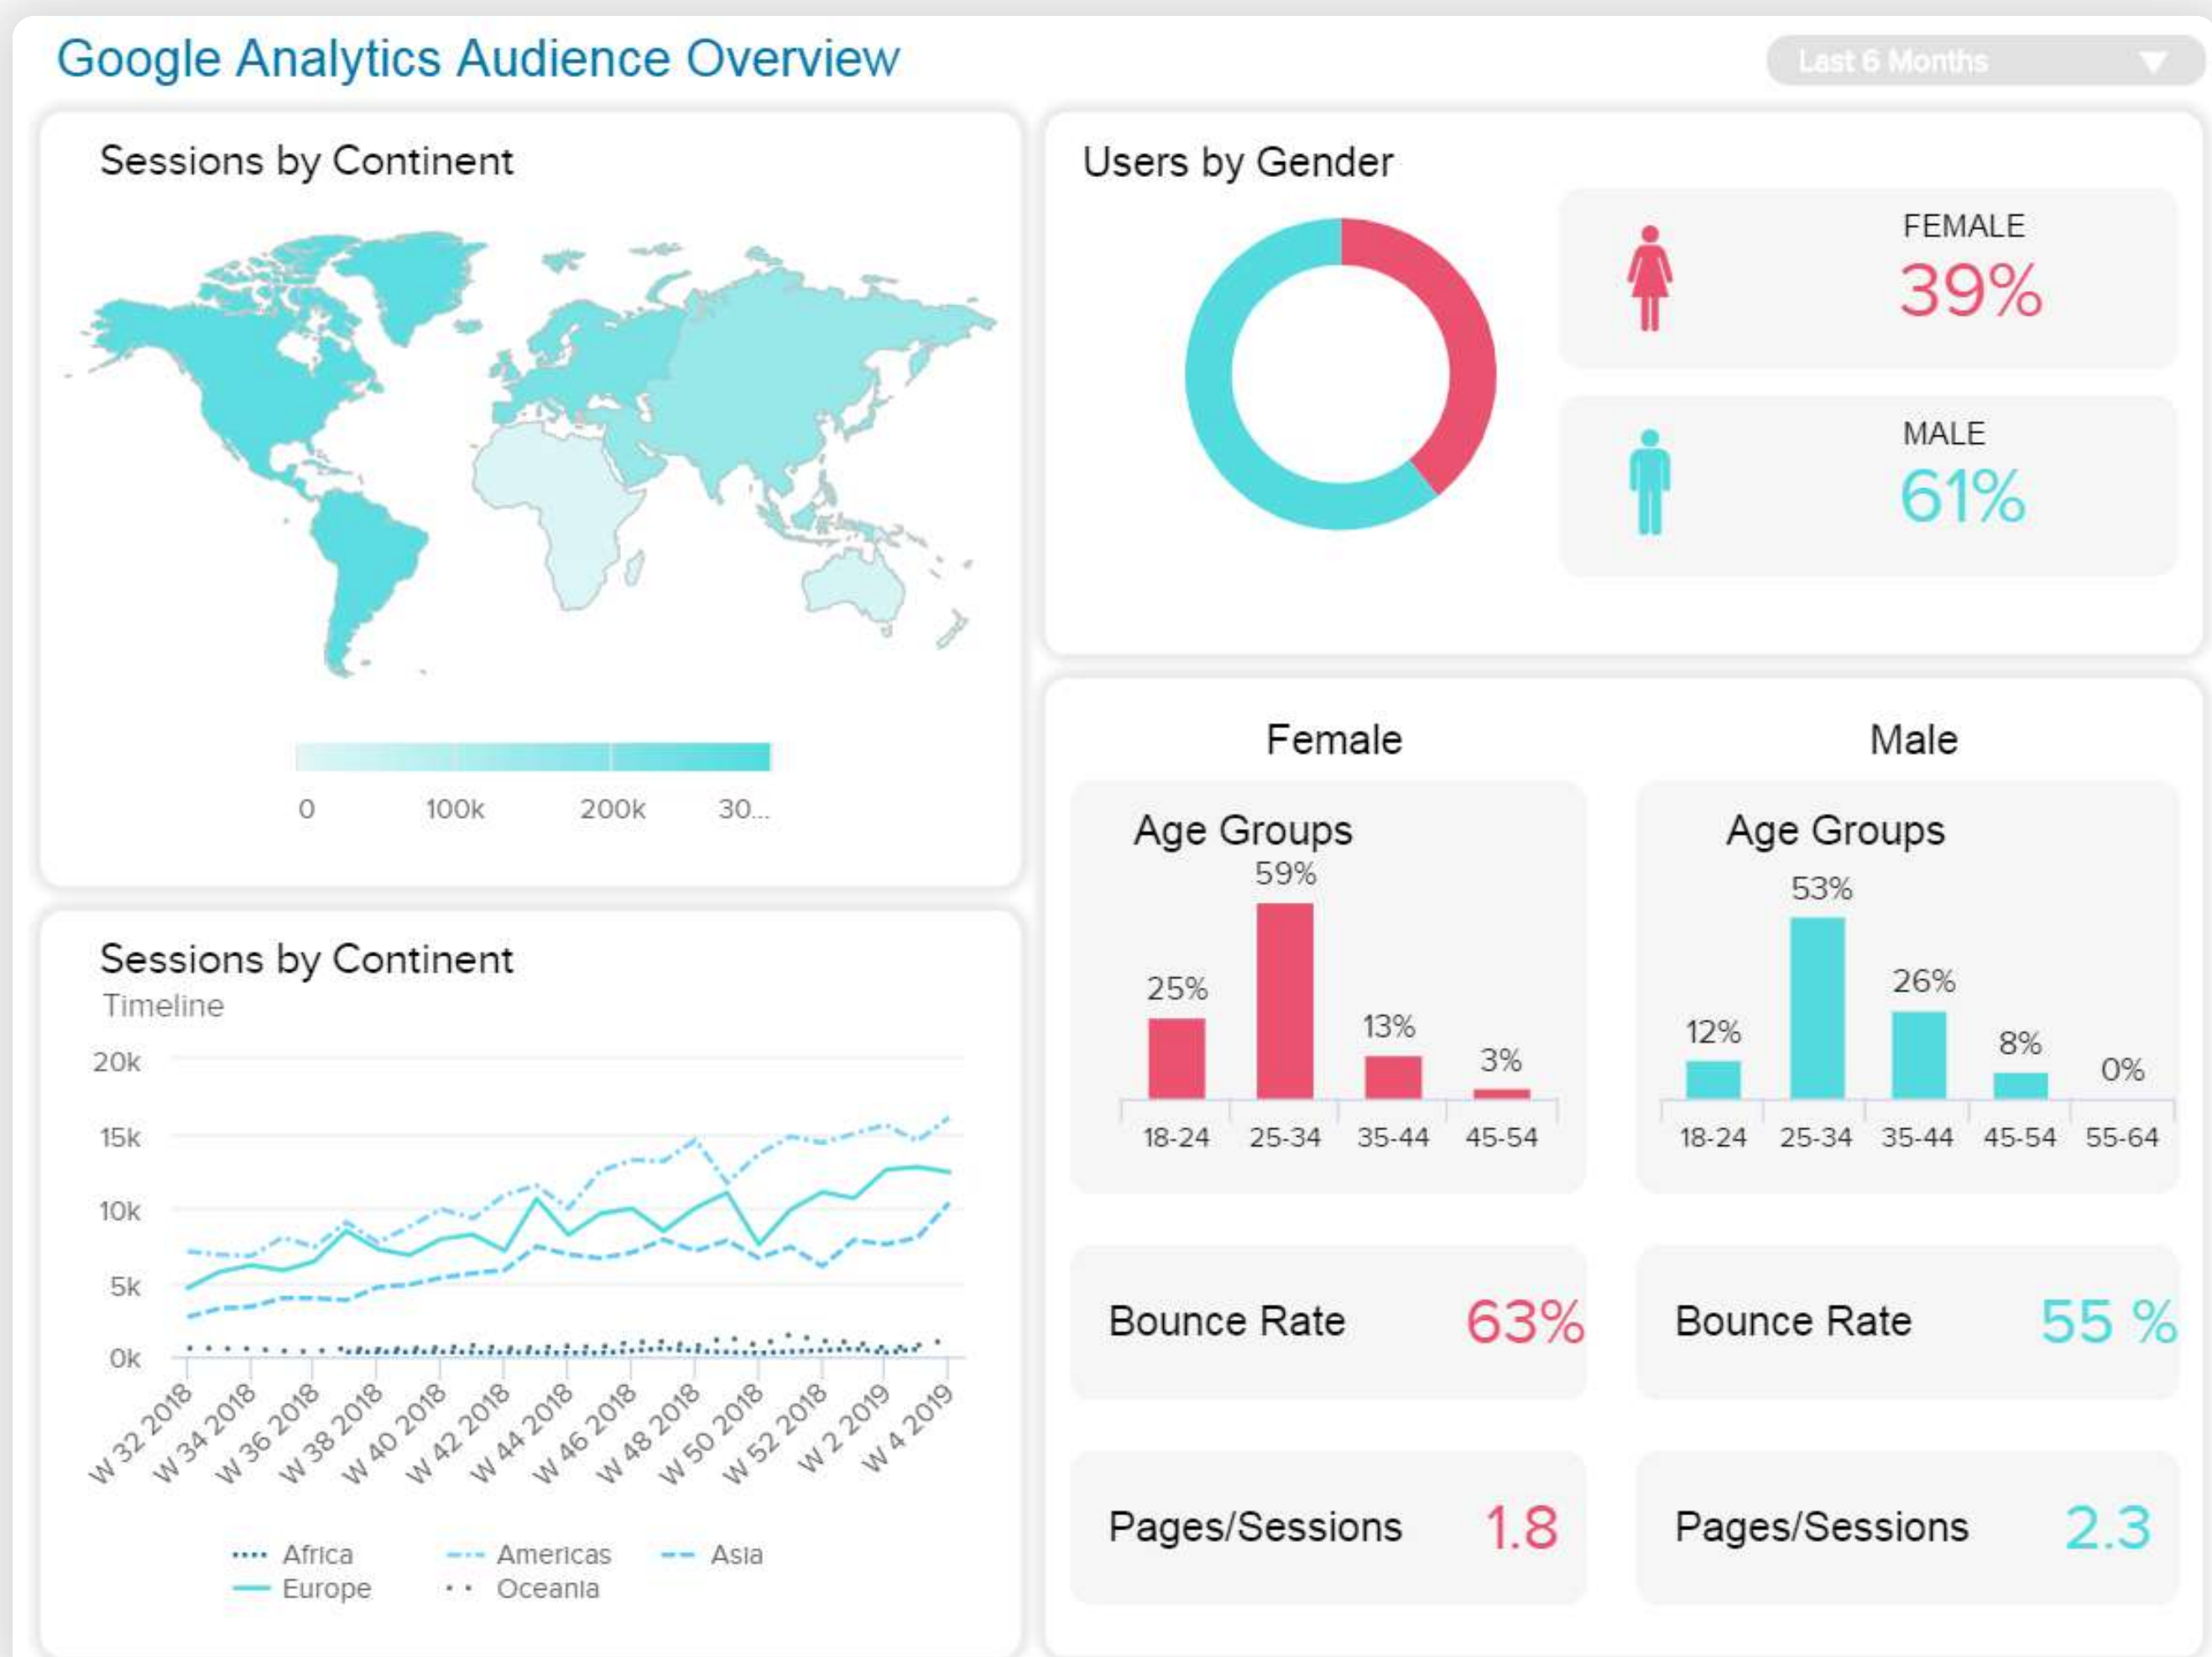 Google Analytics Audience Overview
Last 6 Months
Sessions by Continent
0 100k 200k 30...
Sessions by Continent
Timeline
20k
15k
10k
5k
0k
W 32 2018
W 34 2018
W 36 2018
W 38 2018
W 40 2018
W 42 2018
W 44 2018
W 46 2018
W 48 2018
W 50 2018
W 52 2018
W 2 2019
W 4 2019
Africa Americas Asia
Europe Oceania
Users by Gender
FEMALE
39%
MALE
61%
Female
Age Groups
59%
25%
13%
3%
18-24 25-34 35-44 45-54
Bounce Rate 63%
Pages/Sessions 1.8
Male
Age Groups
53%
26%
12%
8%
0%
18-24 25-34 35-44 45-54 55-64
Bounce Rate 55 %
Pages/Sessions 2.3